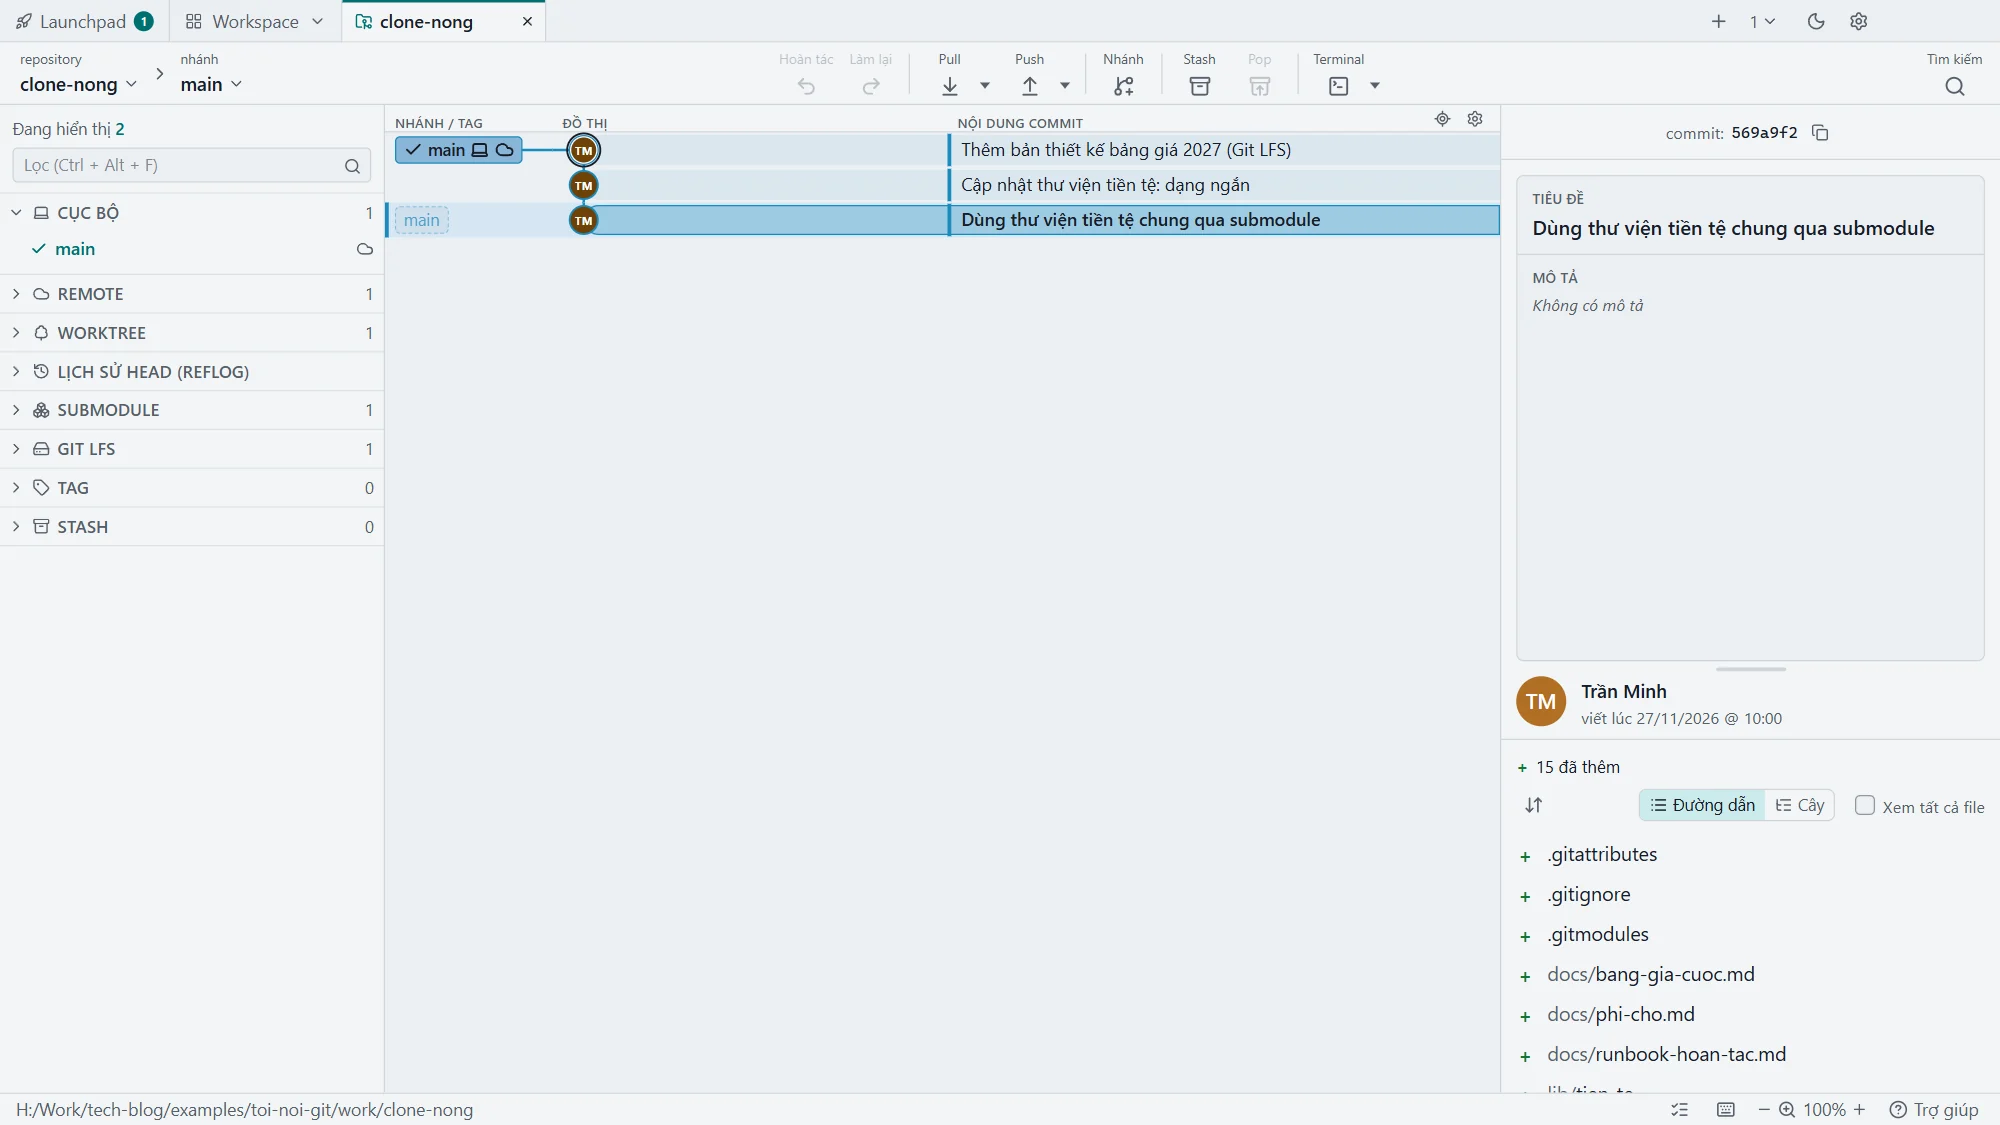 Launchpad 1
Workspace
clone-nong
1
repository
clone-nong
nhánh
main
Hoàn tác
Làm lại
Pull
Push
Nhánh
Stash
Pop
Terminal
Tìm kiếm
Đang hiển thị 2
Lọc (Ctrl + Alt + F)
CỤC BỘ 1
main
REMOTE 1
WORKTREE 1
LỊCH SỬ HEAD (REFLOG)
SUBMODULE 1
GIT LFS 1
TAG 0
STASH 0
NHÁNH / TAG
ĐỒ THỊ
NỘI DUNG COMMIT
main TM Thêm bản thiết kế bảng giá 2027 (Git LFS)
TM Cập nhật thư viện tiền tệ: dạng ngắn
main TM Dùng thư viện tiền tệ chung qua submodule
commit: 569a9f2
TIÊU ĐỀ
Dùng thư viện tiền tệ chung qua submodule
MÔ TẢ
Không có mô tả
TM
Trần Minh
viết lúc 27/11/2026 @ 10:00
+ 15 đã thêm
Đường dẫn
Cây
Xem tất cả file
+ .gitattributes
+ .gitignore
+ .gitmodules
+ docs/bang-gia-cuoc.md
+ docs/phi-cho.md
+ docs/runbook-hoan-tac.md
H:/Work/tech-blog/examples/toi-noi-git/work/clone-nong
100%
Trợ giúp